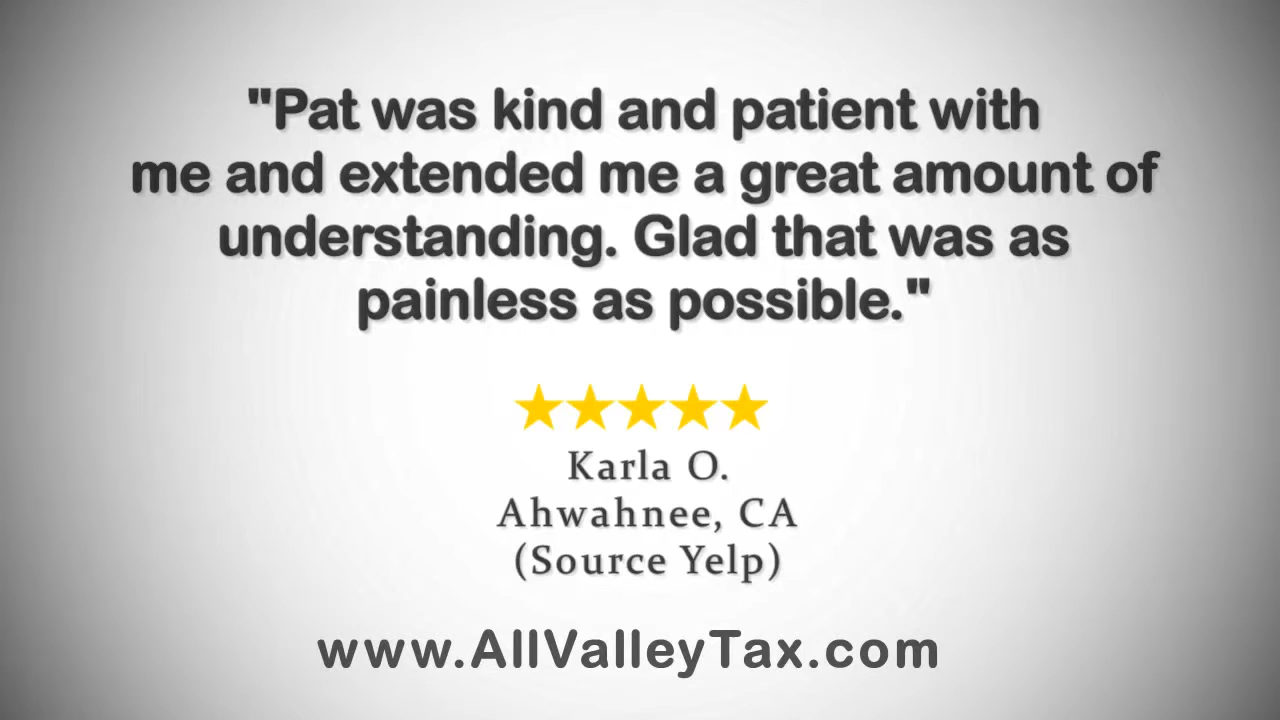 "Pat was kind and patient with
me and extended me a great amount of
understanding. Glad that was as
painless as possible."
Karla O.
Ahwahnee, CA
(Source Yelp)
www.AllValleyTax.com